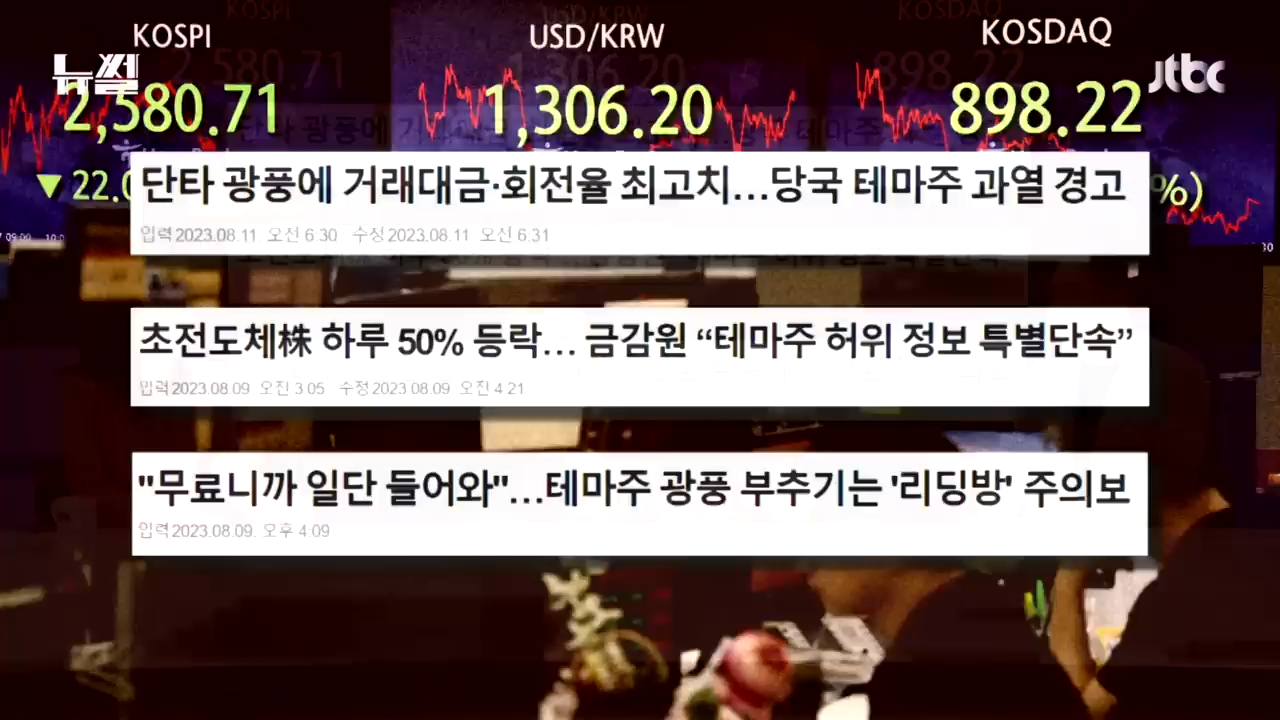 KOSPI
USD/KRW
KOSDAQ
뉴썰
jtbc
2,580.70
1,306.20
898.22
▼ 22.0
%)
단타 광풍에 거래대금·회전율 최고치...당국 테마주 과열 경고
입력 2023.08.11. 오전 6:30 수정 2023.08.11. 오전 6:31
초전도체株 하루 50% 등락... 금감원 “테마주 허위 정보 특별단속”
입력 2023.08.09. 오전 3:05 수정 2023.08.09. 오전 4:21
"무료니까 일단 들어와"...테마주 광풍 부추기는 '리딩방' 주의보
입력 2023.08.09. 오후 4:09